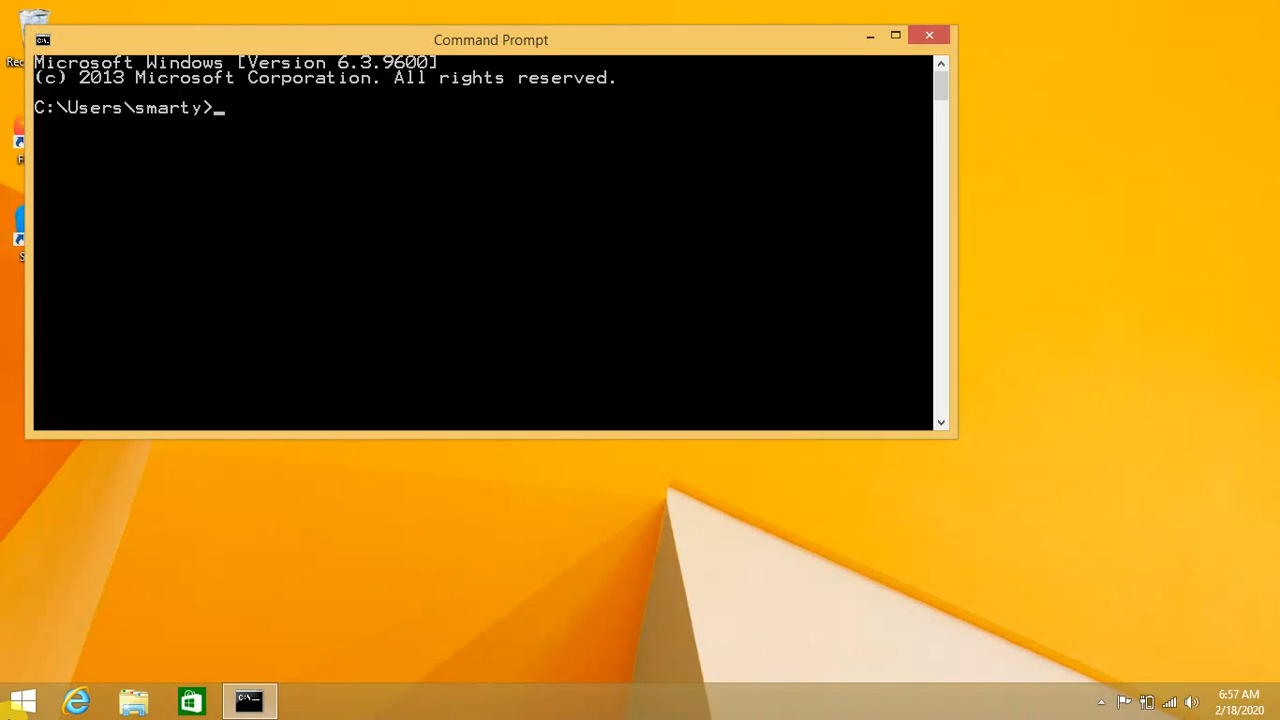 Command Prompt
Microsoft Windows [Version 6.3.9600]
(c) 2013 Microsoft Corporation. All rights reserved.
C:\Users\smarty>_
Rec
F
S
6:57 AM
2/18/2020